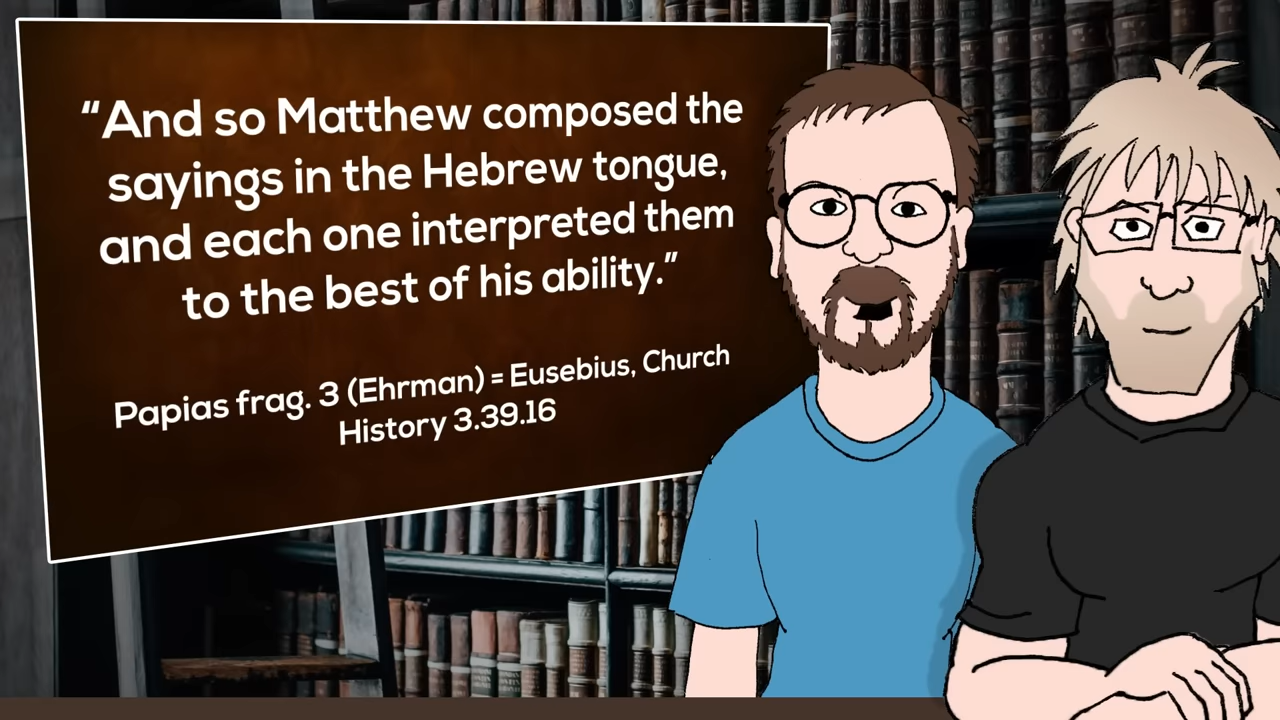 “And so Matthew composed the
sayings in the Hebrew tongue,
and each one interpreted them
to the best of his ability.”
Papias frag. 3 (Ehrman) = Eusebius, Church
History 3.39.16